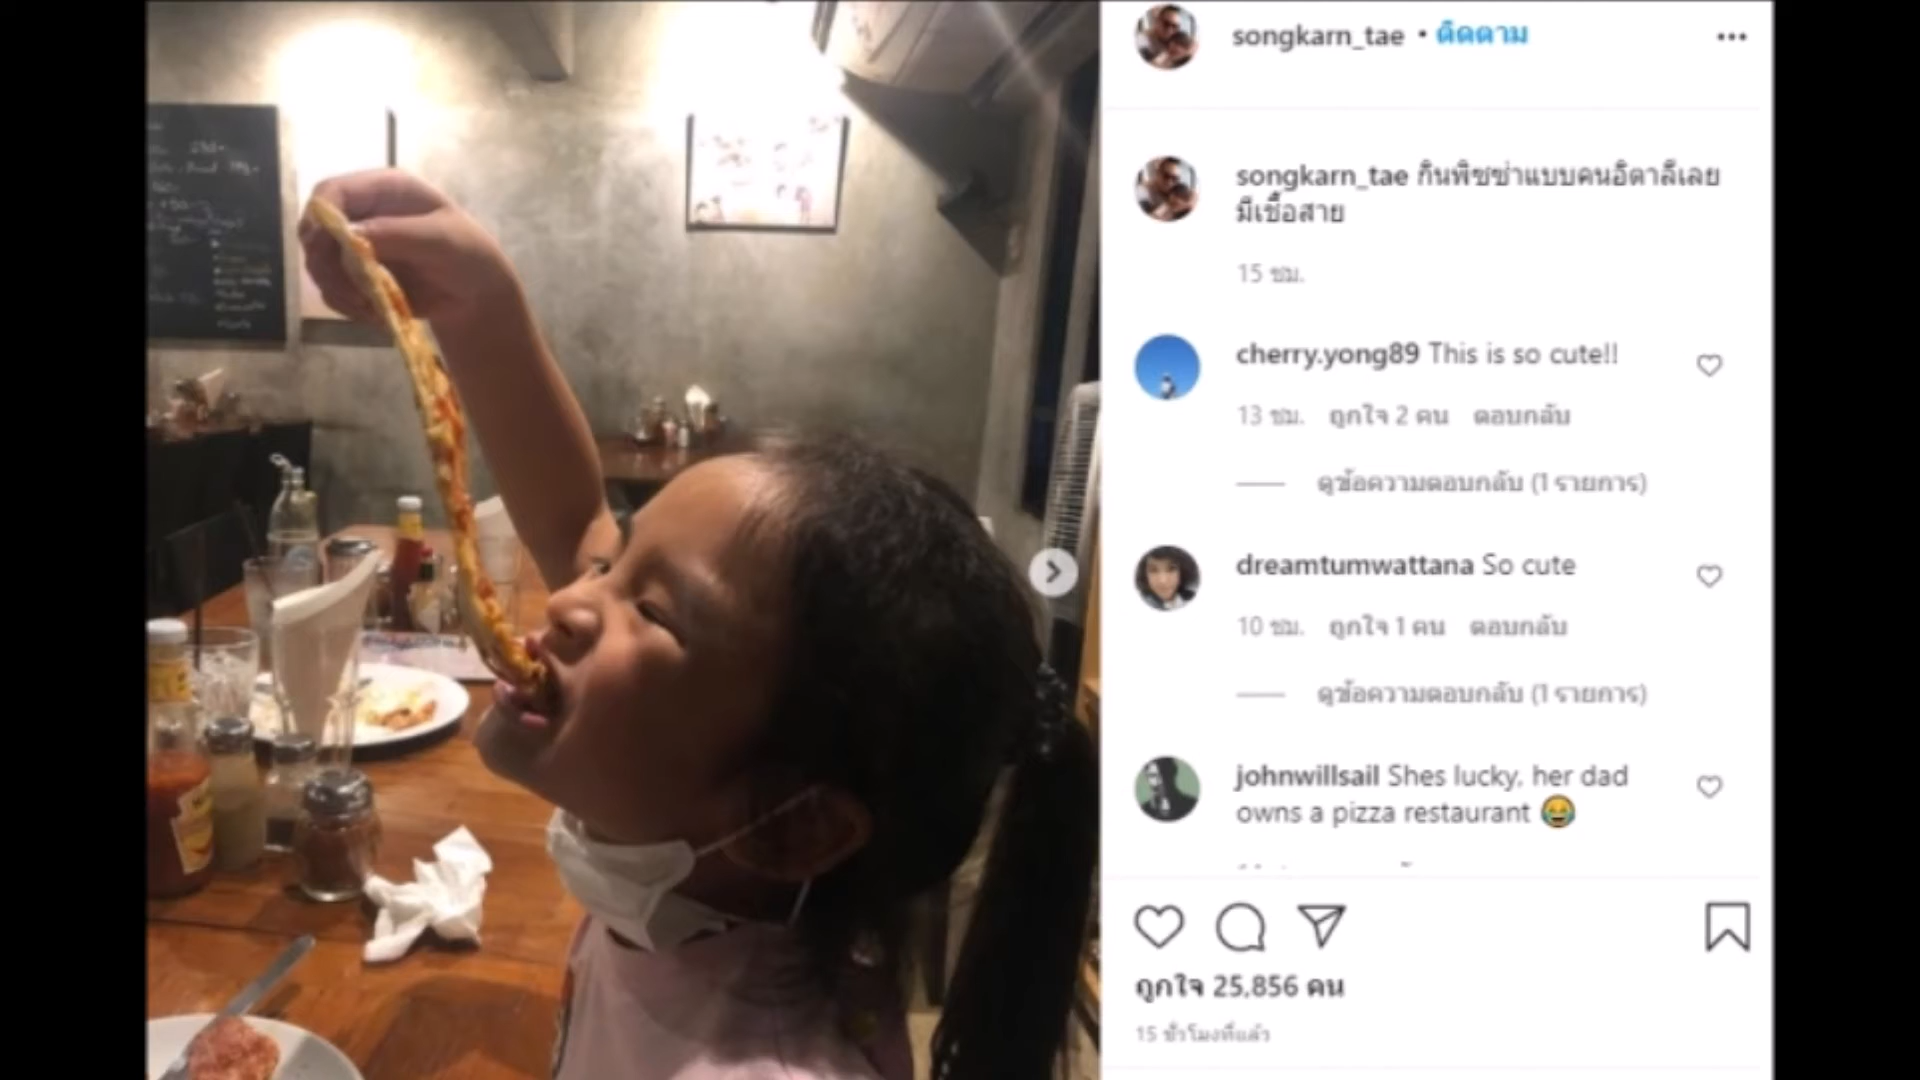 songkarn_tae • ติดตาม
songkarn_tae กินพิซซ่าแบบคนอิตาลีเลย
มีเชื้อสาย
15 ชม.
cherry.yong89 This is so cute!!
13 ชม. ถูกใจ 2 คน ตอบกลับ
ดูข้อความตอบกลับ (1 รายการ)
dreamtumwattana So cute
10 ชม. ถูกใจ 1 คน ตอบกลับ
ดูข้อความตอบกลับ (1 รายการ)
johnwillsail Shes lucky, her dad
owns a pizza restaurant 😂
ถูกใจ 25,856 คน
15 ชั่วโมงที่แล้ว